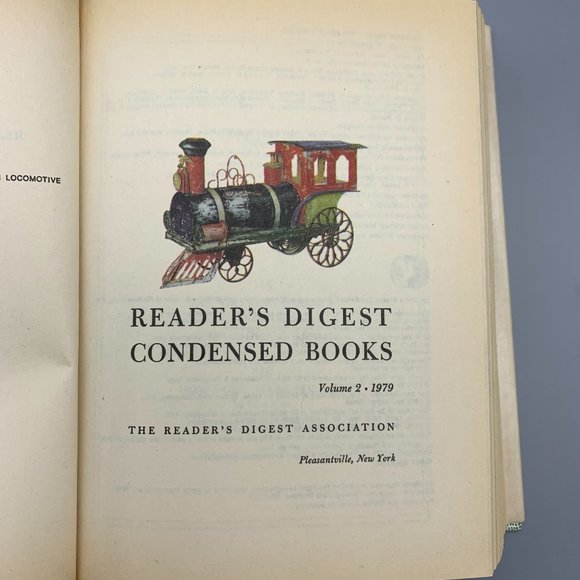 LOCOMOTIVE
READER'S DIGEST
CONDENSED BOOKS
Volume 2 • 1979
THE READER'S DIGEST ASSOCIATION
Pleasantville, New York